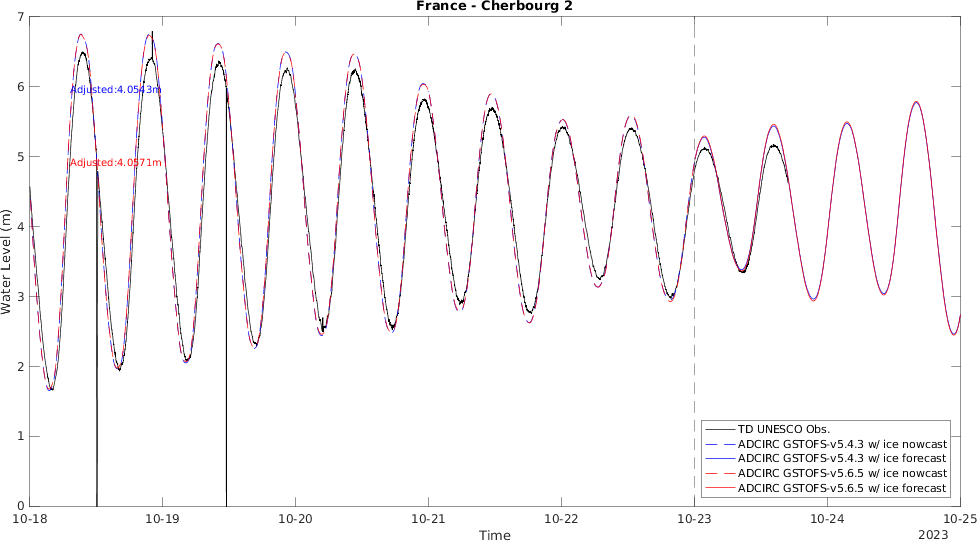 France - Cherbourg 2
7
6
5
4
3
2
1
0
Water Level (m)
Adjusted:4.0543m
Adjusted:4.0571m
TD UNESCO Obs.
ADCIRC GSTOFS-v5.4.3 w/ ice nowcast
ADCIRC GSTOFS-v5.4.3 w/ ice forecast
ADCIRC GSTOFS-v5.6.5 w/ ice nowcast
ADCIRC GSTOFS-v5.6.5 w/ ice forecast
10-18 10-19 10-20 10-21 10-22 10-23 10-24 10-25
Time
2023